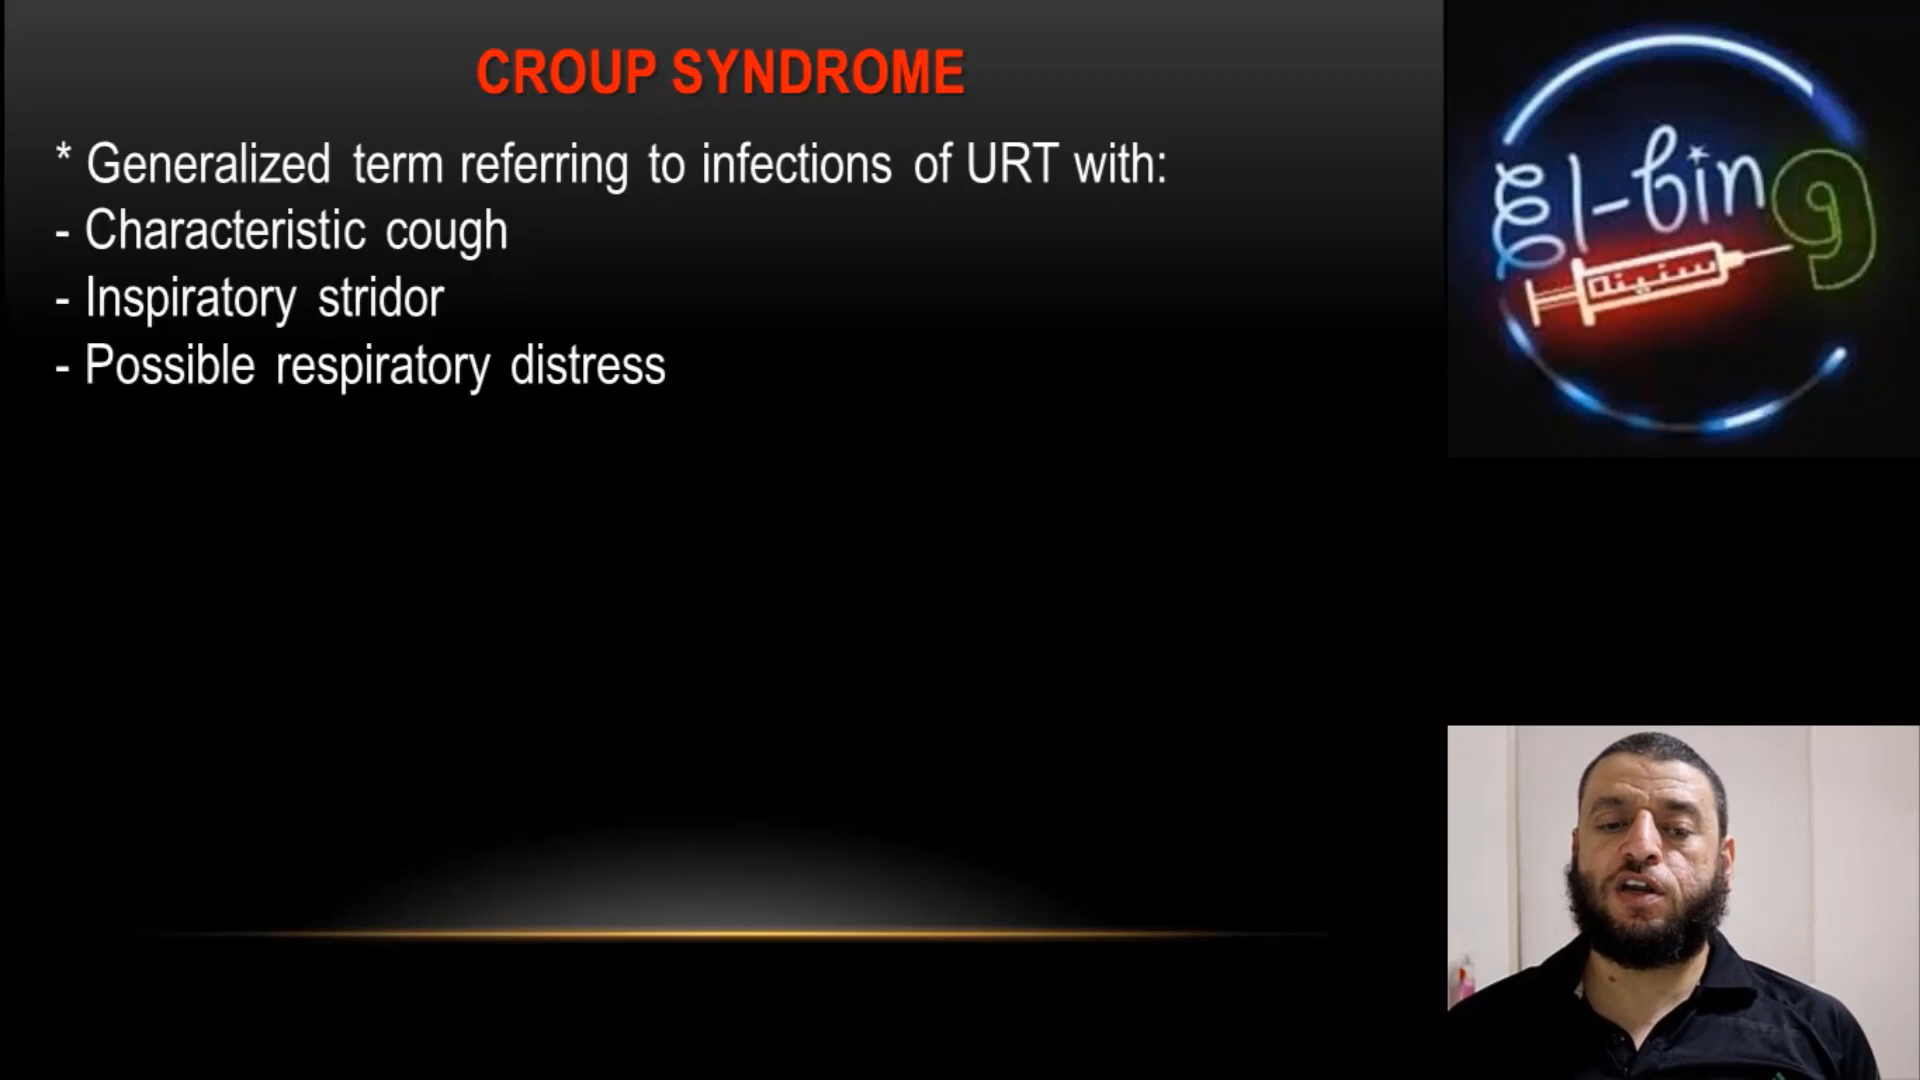 CROUP SYNDROME
* Generalized term referring to infections of URT with:
- Characteristic cough
- Inspiratory stridor
- Possible respiratory distress
El-bing